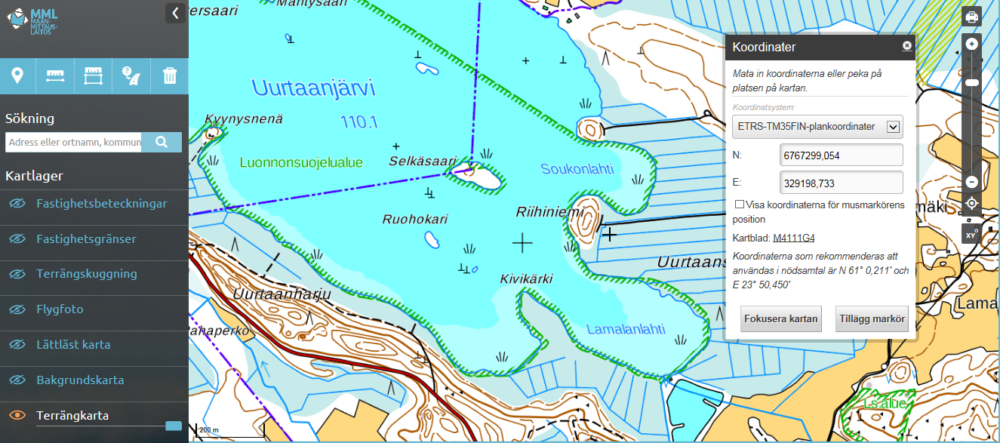 MML
MAAN-
MITTAUS-
LAITOS
Sökning
Adress eller ortnamn, kommun
Kartlager
Fastighetsbeteckningar
Fastighetsgränser
Terrängskuggning
Flygfoto
Lättläst karta
Bakgrundskarta
Terrängkarta
ersaari
Mäntysaari
Uurtaanjärvi
110.1
Kyynysnenä
Luonnonsuojelualue
Selkäsaari
Soukonlahti
Riihiniemi
Ruohokari
Uurtaans
Kivikärki
Uurtaanharju
ahaperko
Lamalanlahti
mäki
Lama
Ls.alue
200 m
Koordinater
Mata in koordinaterna eller peka på
platsen på kartan.
Koordinatsystem:
ETRS-TM35FIN-plankoordinater
N: 6767299,054
E: 329198,733
Visa koordinaterna för musmarkörens
position
Kartblad: M4111G4
Koordinaterna som rekommenderas att
användas i nödsamtal är N 61° 0,211' och
E 23° 50,450'
Fokusera kartan Tillägg markör
XY°